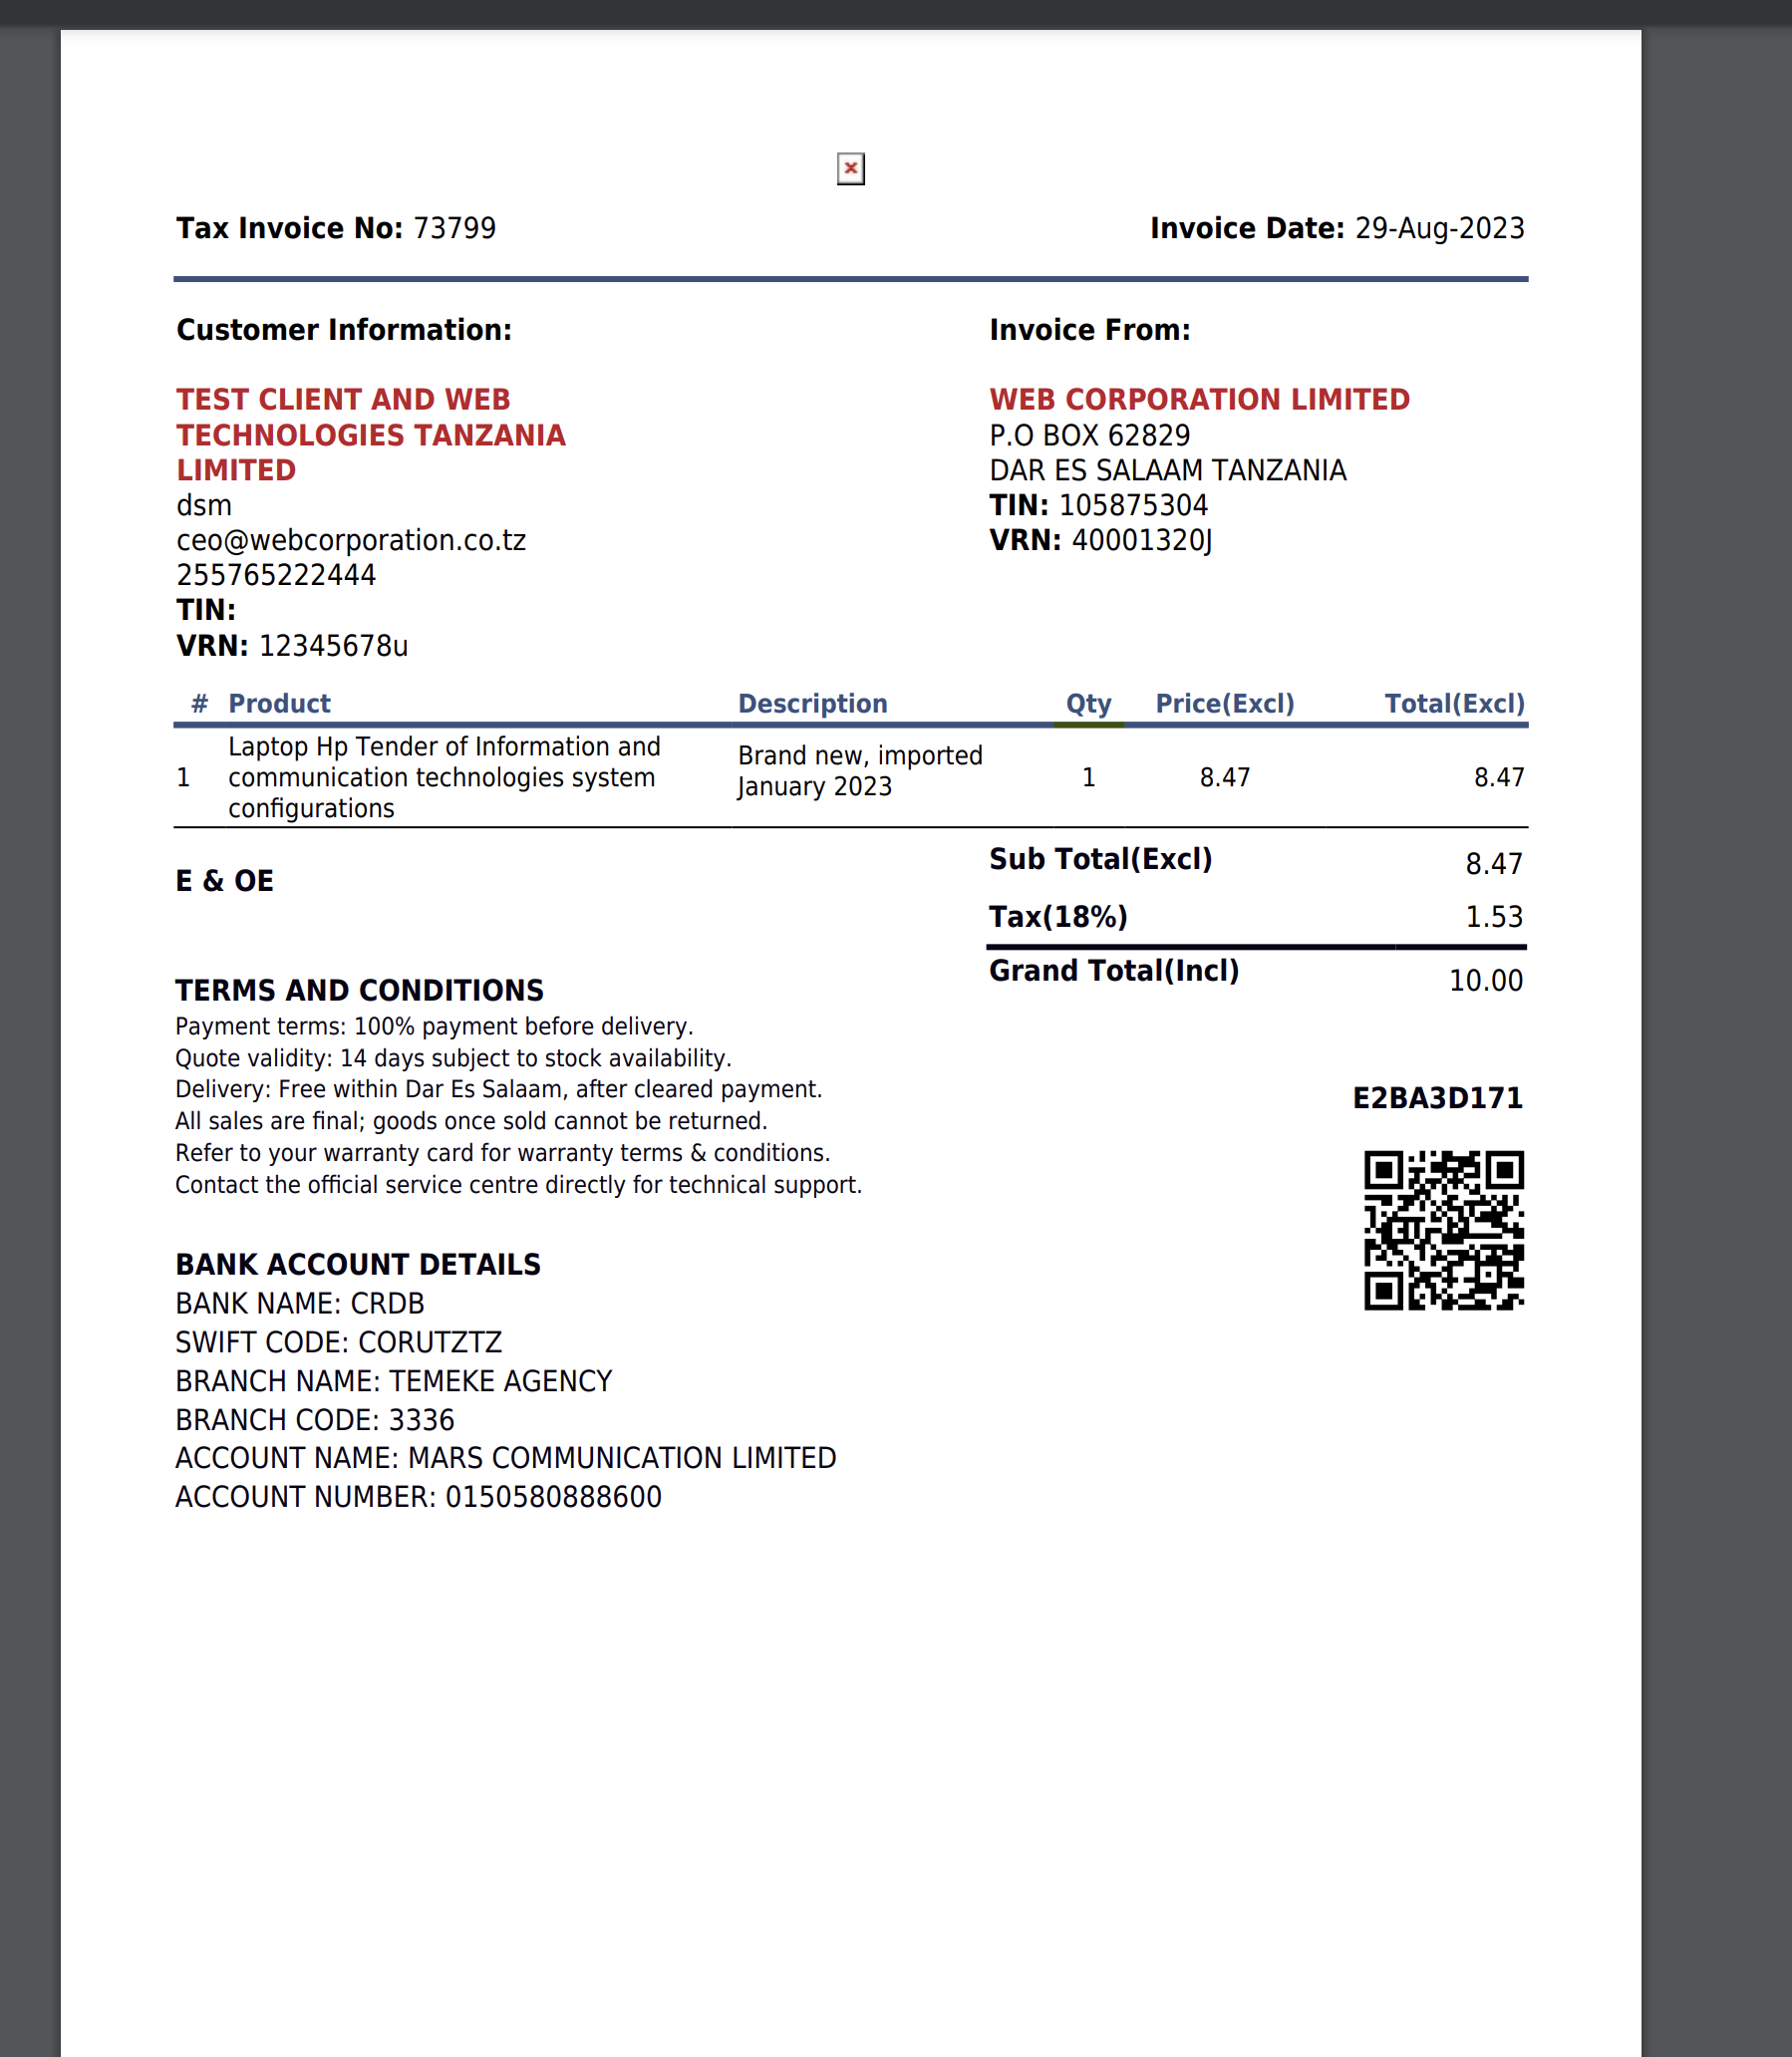 Tax Invoice No: 73799
Invoice Date: 29-Aug-2023
Customer Information:
TEST CLIENT AND WEB
TECHNOLOGIES TANZANIA
LIMITED
dsm
ceo@webcorporation.co.tz
255765222444
TIN:
VRN: 12345678u
Invoice From:
WEB CORPORATION LIMITED
P.O BOX 62829
DAR ES SALAAM TANZANIA
TIN: 105875304
VRN: 40001320J
# Product Description Qty Price(Excl) Total(Excl)
1 Laptop Hp Tender of Information and
communication technologies system
configurations
Brand new, imported
January 2023
1 8.47 8.47
E & OE
Sub Total(Excl) 8.47
Tax(18%) 1.53
Grand Total(Incl) 10.00
TERMS AND CONDITIONS
Payment terms: 100% payment before delivery.
Quote validity: 14 days subject to stock availability.
Delivery: Free within Dar Es Salaam, after cleared payment.
All sales are final; goods once sold cannot be returned.
Refer to your warranty card for warranty terms & conditions.
Contact the official service centre directly for technical support.
E2BA3D171
BANK ACCOUNT DETAILS
BANK NAME: CRDB
SWIFT CODE: CORUTZTZ
BRANCH NAME: TEMEKE AGENCY
BRANCH CODE: 3336
ACCOUNT NAME: MARS COMMUNICATION LIMITED
ACCOUNT NUMBER: 0150580888600